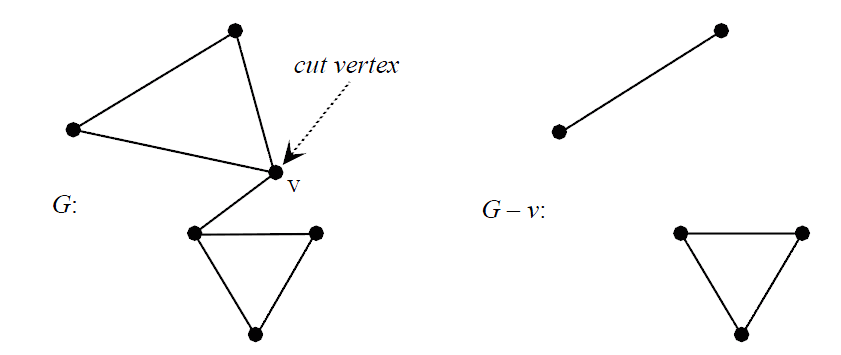 cut vertex
v
G:
G – v: